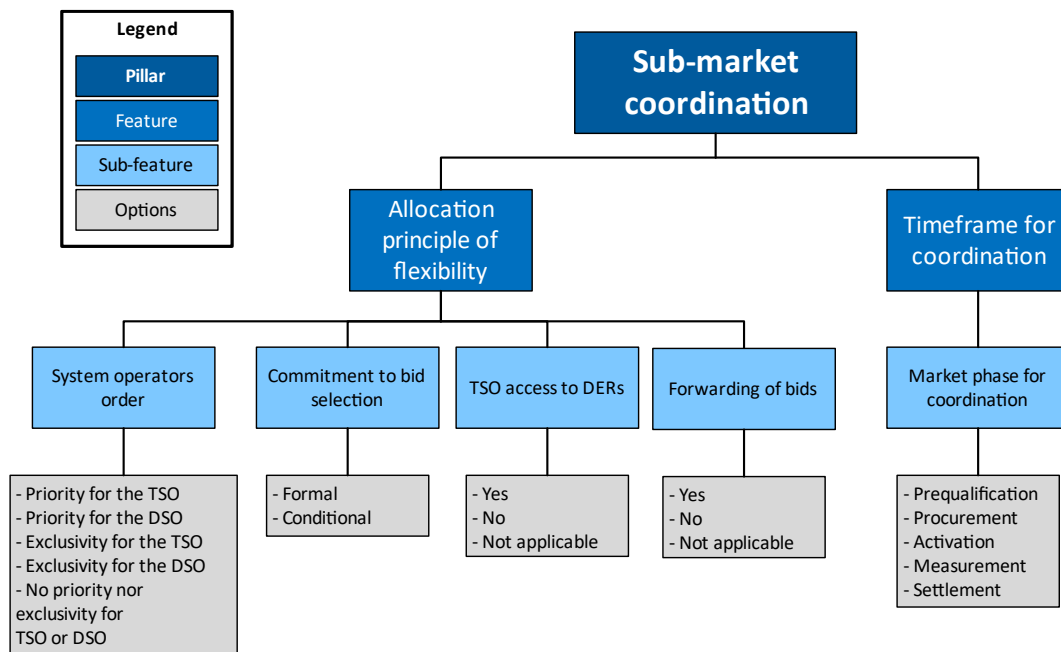 Legend
Pillar
Feature
Sub-feature
Options
Sub-market
coordination
Allocation
principle of
flexibility
Timeframe for
coordination
System operators
order
Commitment to bid
selection
TSO access to DERs
Forwarding of bids
Market phase for
coordination
- Priority for the TSO
- Priority for the DSO
- Exclusivity for the TSO
- Exclusivity for the DSO
- No priority nor
exclusivity for
TSO or DSO
- Formal
- Conditional
- Yes
- No
- Not applicable
- Yes
- No
- Not applicable
- Prequalification
- Procurement
- Activation
- Measurement
- Settlement